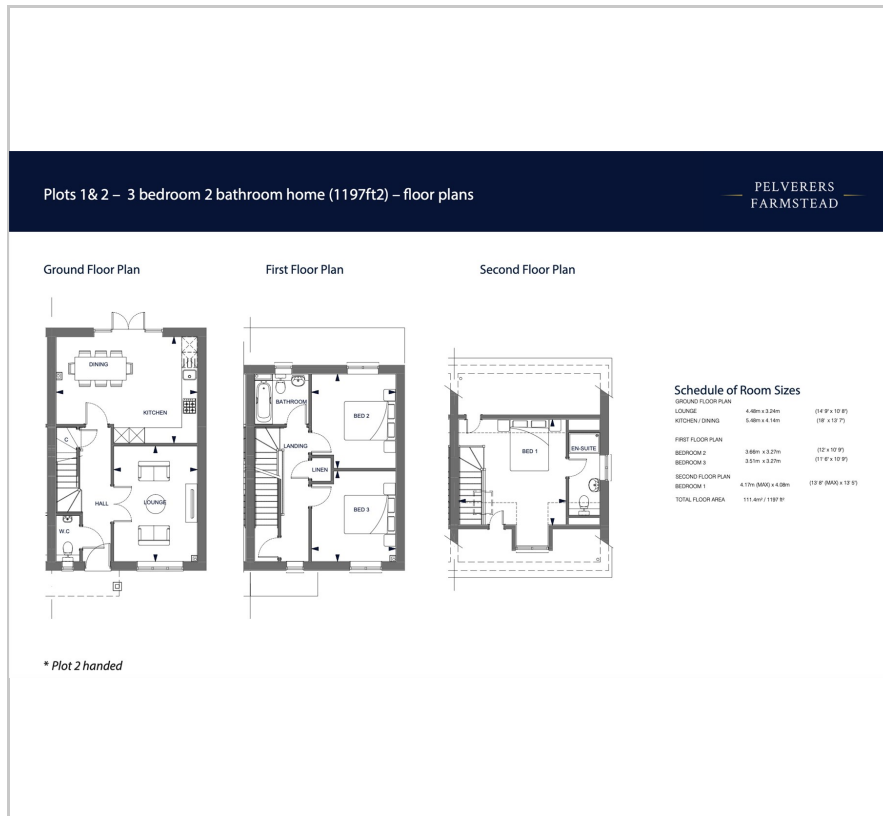 Plots 1& 2 – 3 bedroom 2 bathroom home (1197ft2) – floor plans
PELVERERS
FARMSTEAD
Ground Floor Plan
First Floor Plan
Second Floor Plan
DINING
KITCHEN
C
HALL
LOUNGE
W.C
BATHROOM
BED 2
LANDING
LINEN
BED 3
BED 1
EN-SUITE
Schedule of Room Sizes
GROUND FLOOR PLAN
LOUNGE 4.48m x 3.24m (14' 8" x 10' 8")
KITCHEN / DINING 5.48m x 4.14m (18' x 13' 7")
FIRST FLOOR PLAN
BEDROOM 2 3.66m x 3.27m (12' x 10' 9")
BEDROOM 3 3.51m x 3.27m (11' 6" x 10' 9")
SECOND FLOOR PLAN
BEDROOM 1 4.17m (MAX) x 4.08m (13' 8" (MAX) x 13' 5")
TOTAL FLOOR AREA 111.4m² / 1197 ft²
* Plot 2 handed